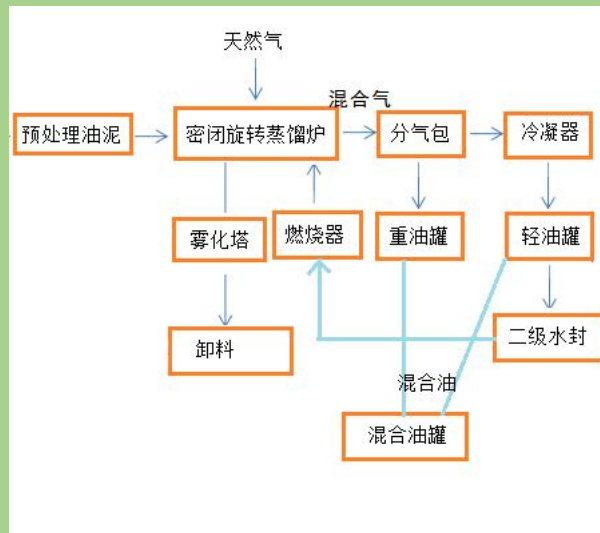 天然气
混合气
预处理油泥
密闭旋转蒸馏炉
分气包
冷凝器
雾化塔
燃烧器
重油罐
轻油罐
二级水封
卸料
混合油
混合油罐